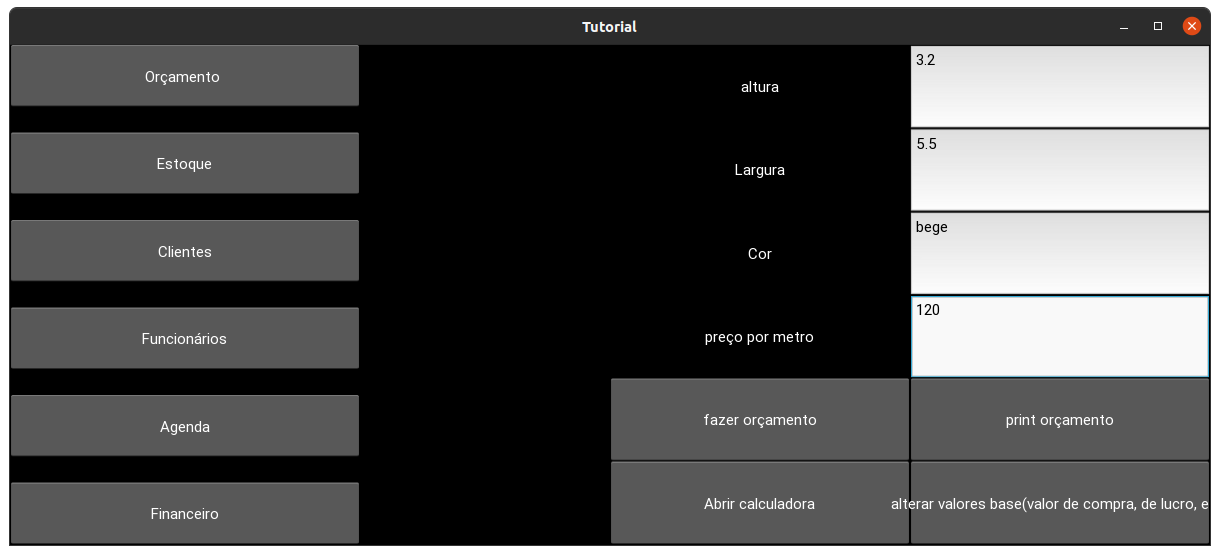 Tutorial
Orçamento
Estoque
Clientes
Funcionários
Agenda
Financeiro
altura
3.2
Largura
5.5
Cor
bege
preço por metro
120
fazer orçamento
print orçamento
Abrir calculadora
alterar valores base(valor de compra, de lucro, e